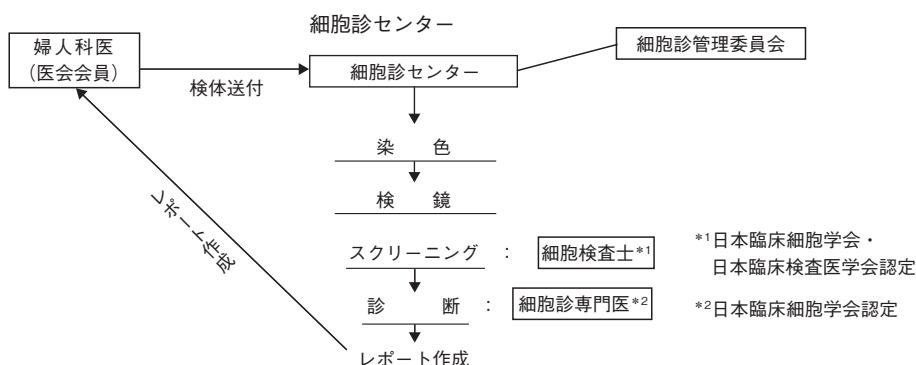 細胞診センター
婦人科医
(医会会員)
検体送付
細胞診センター
細胞診管理委員会
染 色
検 鏡
レポート作成
スクリーニング : 細胞検査士*1
*1日本臨床細胞学会・
日本臨床検査医学会認定
診 断 : 細胞診専門医*2
*2日本臨床細胞学会認定
レポート作成